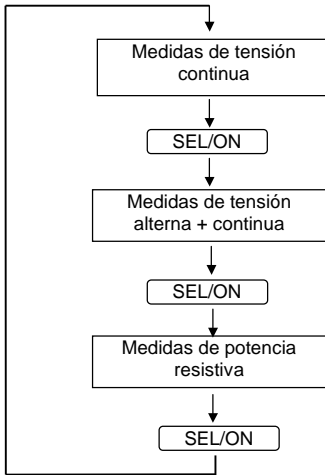 Medidas de tensión
continua
SEL/ON
Medidas de tensión
alterna + continua
SEL/ON
Medidas de potencia
resistiva
SEL/ON